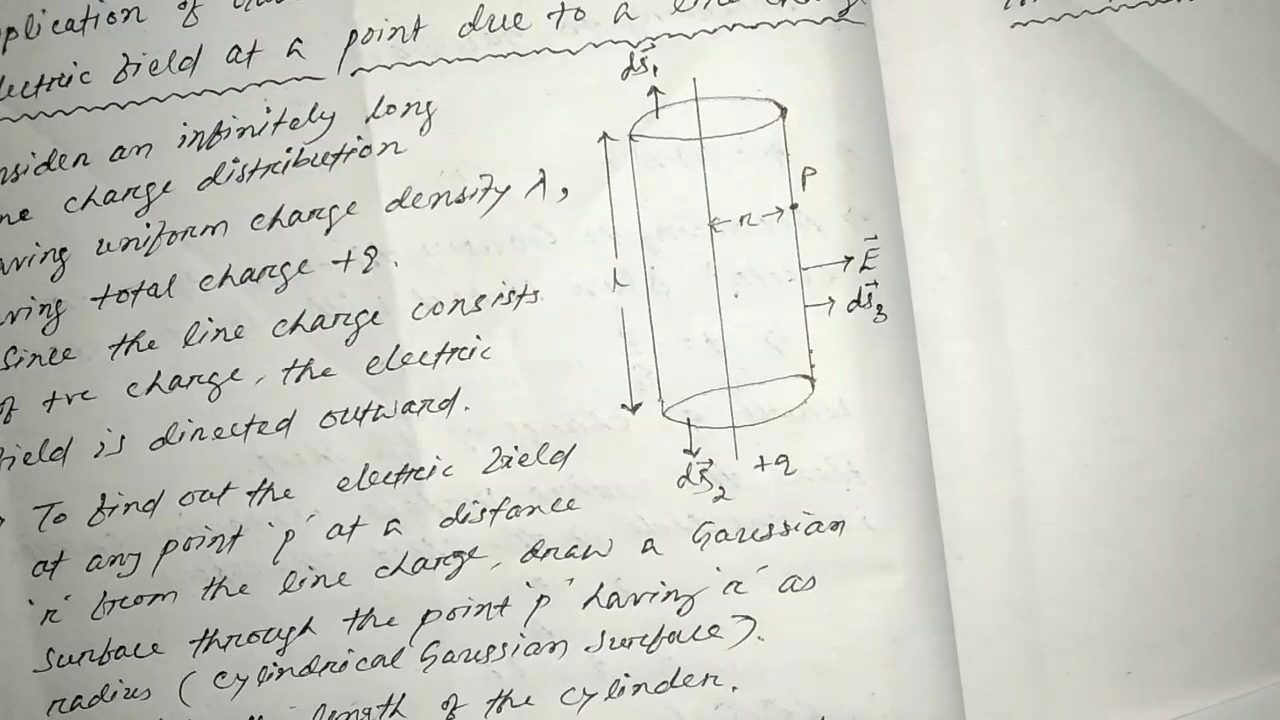 plication of
lectric field at a point due to a line
nsider an infinitely long
ne charge distribution
aving uniform charge density λ,
aving total charge +q.
Since the line charge consists
of +ve charge, the electric
field is directed outward.
To find out the electric field
at any point 'p' at a distance
'r' from the line charge, draw a Gaussian
surface through the point 'p' having 'r' as
radius (cylindrical Gaussian surface).
length of the cylinder.
ds₁
P
r
l
E
ds₃
ds₂
+q